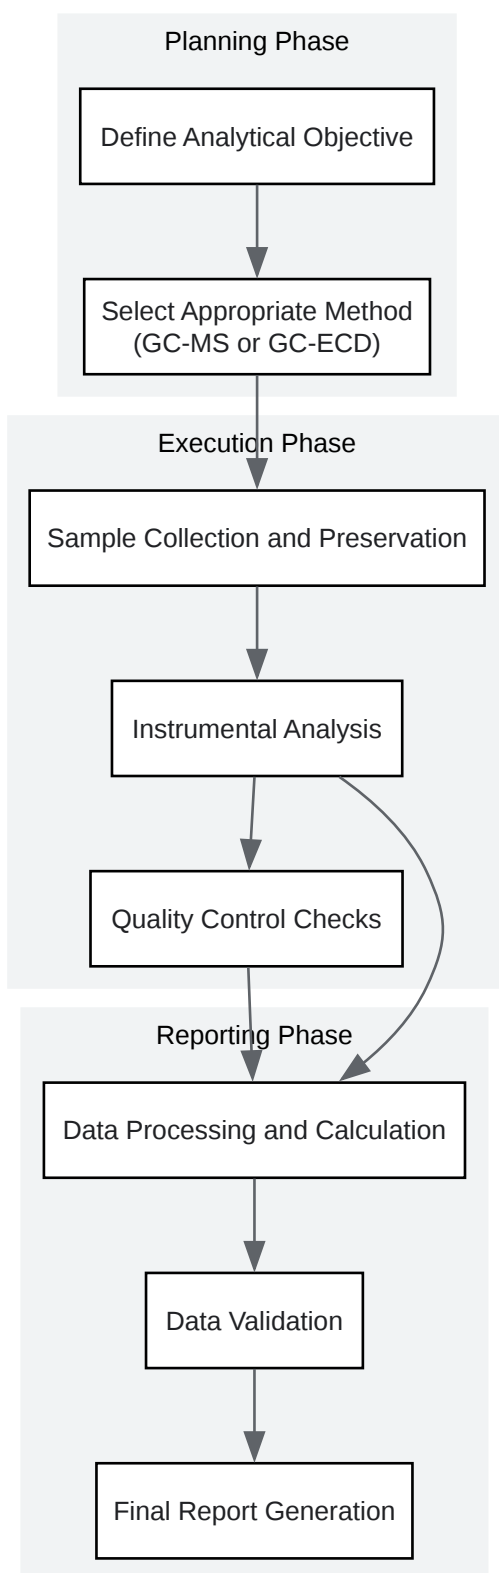 Planning Phase
Define Analytical Objective
Select Appropriate Method
(GC-MS or GC-ECD)
Execution Phase
Sample Collection and Preservation
Instrumental Analysis
Quality Control Checks
Reporting Phase
Data Processing and Calculation
Data Validation
Final Report Generation